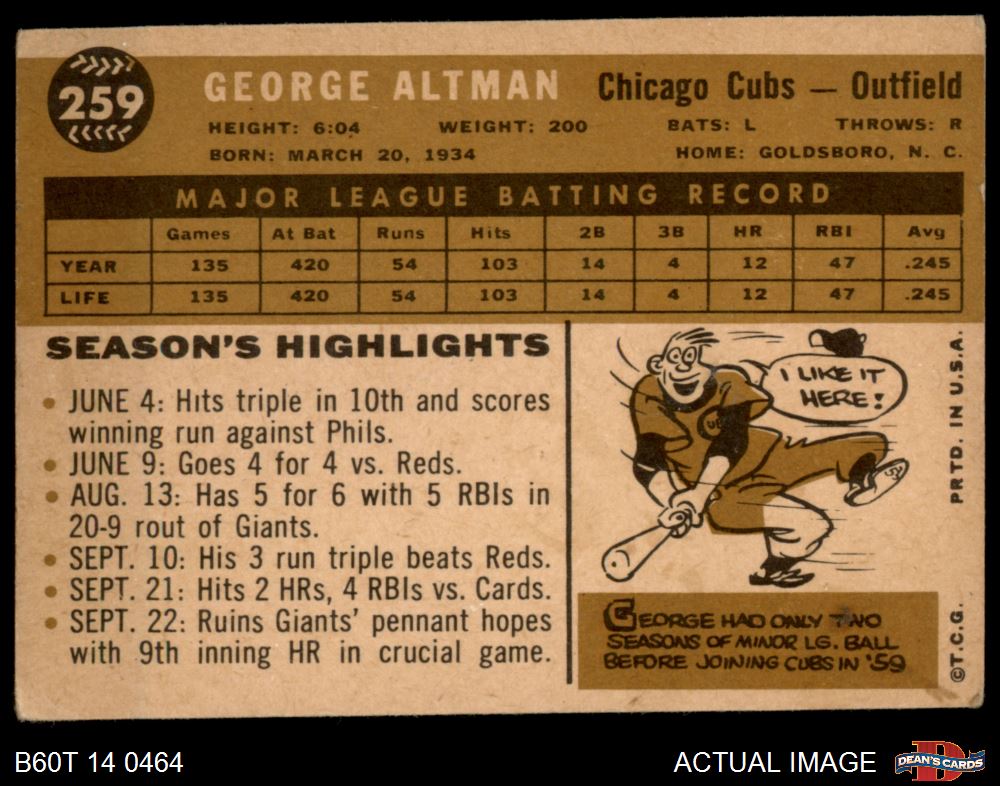 259
GEORGE ALTMAN Chicago Cubs — Outfield
HEIGHT: 6:04 WEIGHT: 200 BATS: L THROWS: R
BORN: MARCH 20, 1934 HOME: GOLDSBORO, N. C.
MAJOR LEAGUE BATTING RECORD
Games At Bat Runs Hits 2B 3B HR RBI Avg
YEAR 135 420 54 103 14 4 12 47 .245
LIFE 135 420 54 103 14 4 12 47 .245
SEASON'S HIGHLIGHTS
• JUNE 4: Hits triple in 10th and scores
winning run against Phils.
• JUNE 9: Goes 4 for 4 vs. Reds.
• AUG. 13: Has 5 for 6 with 5 RBIs in
20-9 rout of Giants.
• SEPT. 10: His 3 run triple beats Reds.
• SEPT. 21: Hits 2 HRs, 4 RBIs vs. Cards.
• SEPT. 22: Ruins Giants' pennant hopes
with 9th inning HR in crucial game.
I LIKE IT
HERE!
GEORGE HAD ONLY TWO
SEASONS OF MINOR LG. BALL
BEFORE JOINING CUBS IN '59
PRTD. IN U.S.A.
©T.C.G.
B60T 14 0464
ACTUAL IMAGE
DEAN'S CARDS